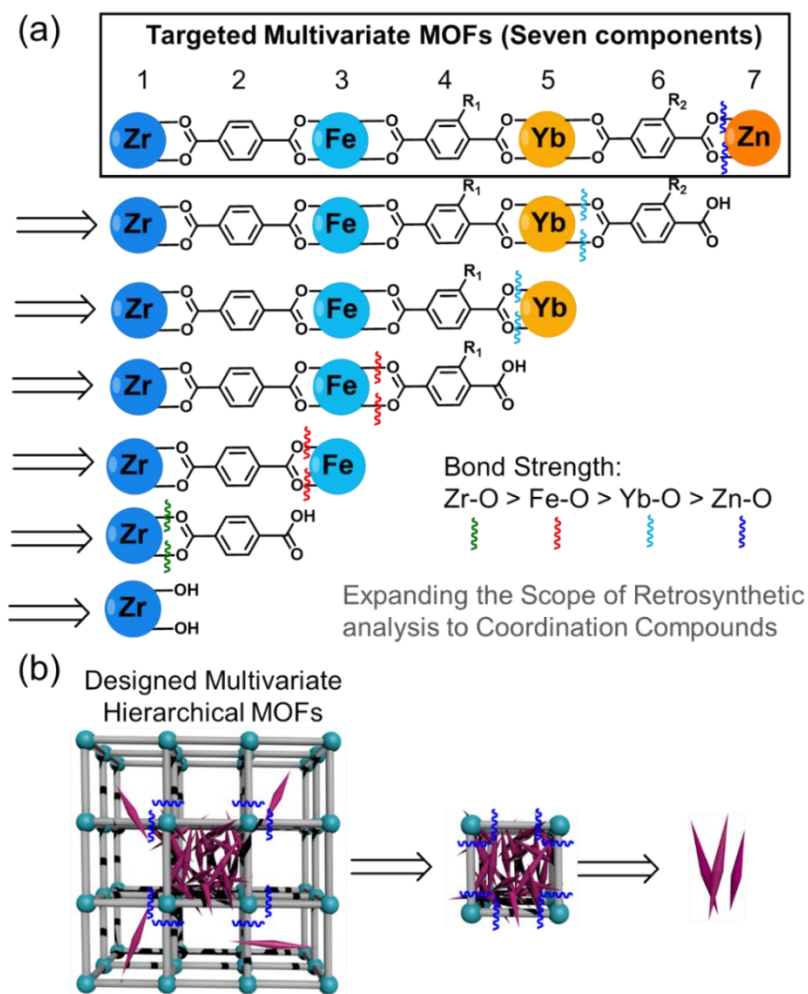 (a)
Targeted Multivariate MOFs (Seven components)
1 2 3 4 5 6 7
R1 R2
O O O O O O
Zr Fe Yb Zn
O O O O O O
R1 R2 OH
O O O O O
Zr Fe Yb O
O O O O O
R1
O O O O
Zr Fe Yb
O O O O
R1 OH
O O O
Zr Fe O
O O O
O O
Zr Fe
O O
OH
O
Zr O
O
OH
Zr
OH
Bond Strength:
Zr-O > Fe-O > Yb-O > Zn-O
Expanding the Scope of Retrosynthetic
analysis to Coordination Compounds
(b)
Designed Multivariate
Hierarchical MOFs